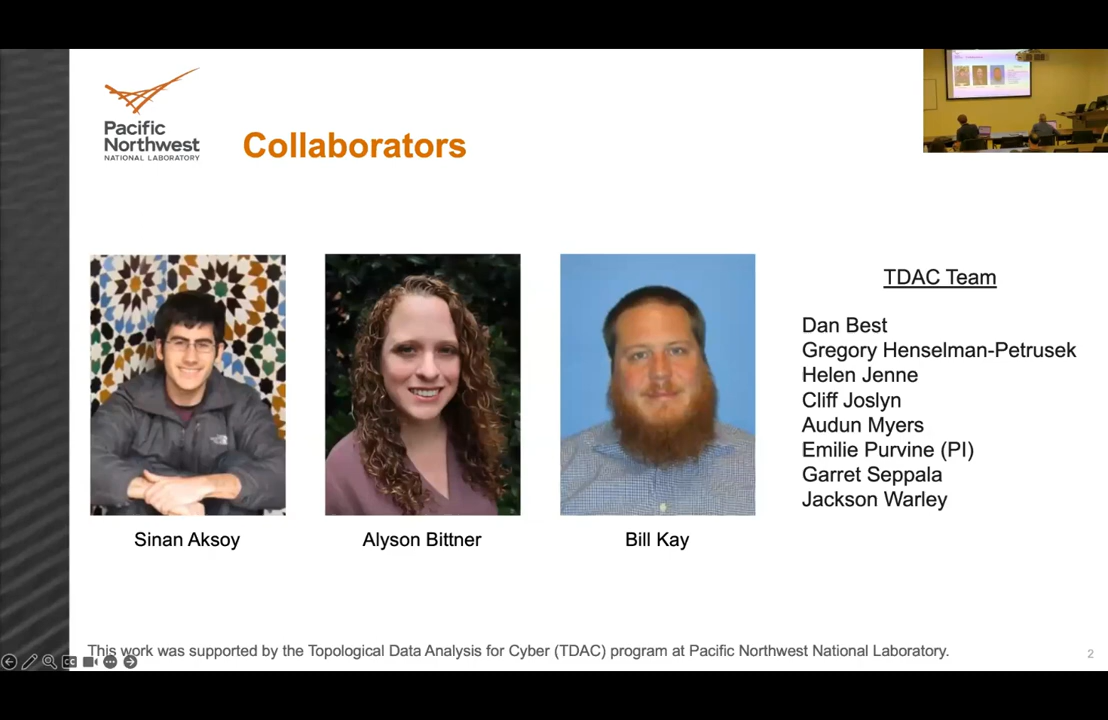 Pacific
Northwest
NATIONAL LABORATORY
Collaborators
Sinan Aksoy
Alyson Bittner
Bill Kay
TDAC Team
Dan Best
Gregory Henselman-Petrusek
Helen Jenne
Cliff Joslyn
Audun Myers
Emilie Purvine (PI)
Garret Seppala
Jackson Warley
This work was supported by the Topological Data Analysis for Cyber (TDAC) program at Pacific Northwest National Laboratory.
CC
2